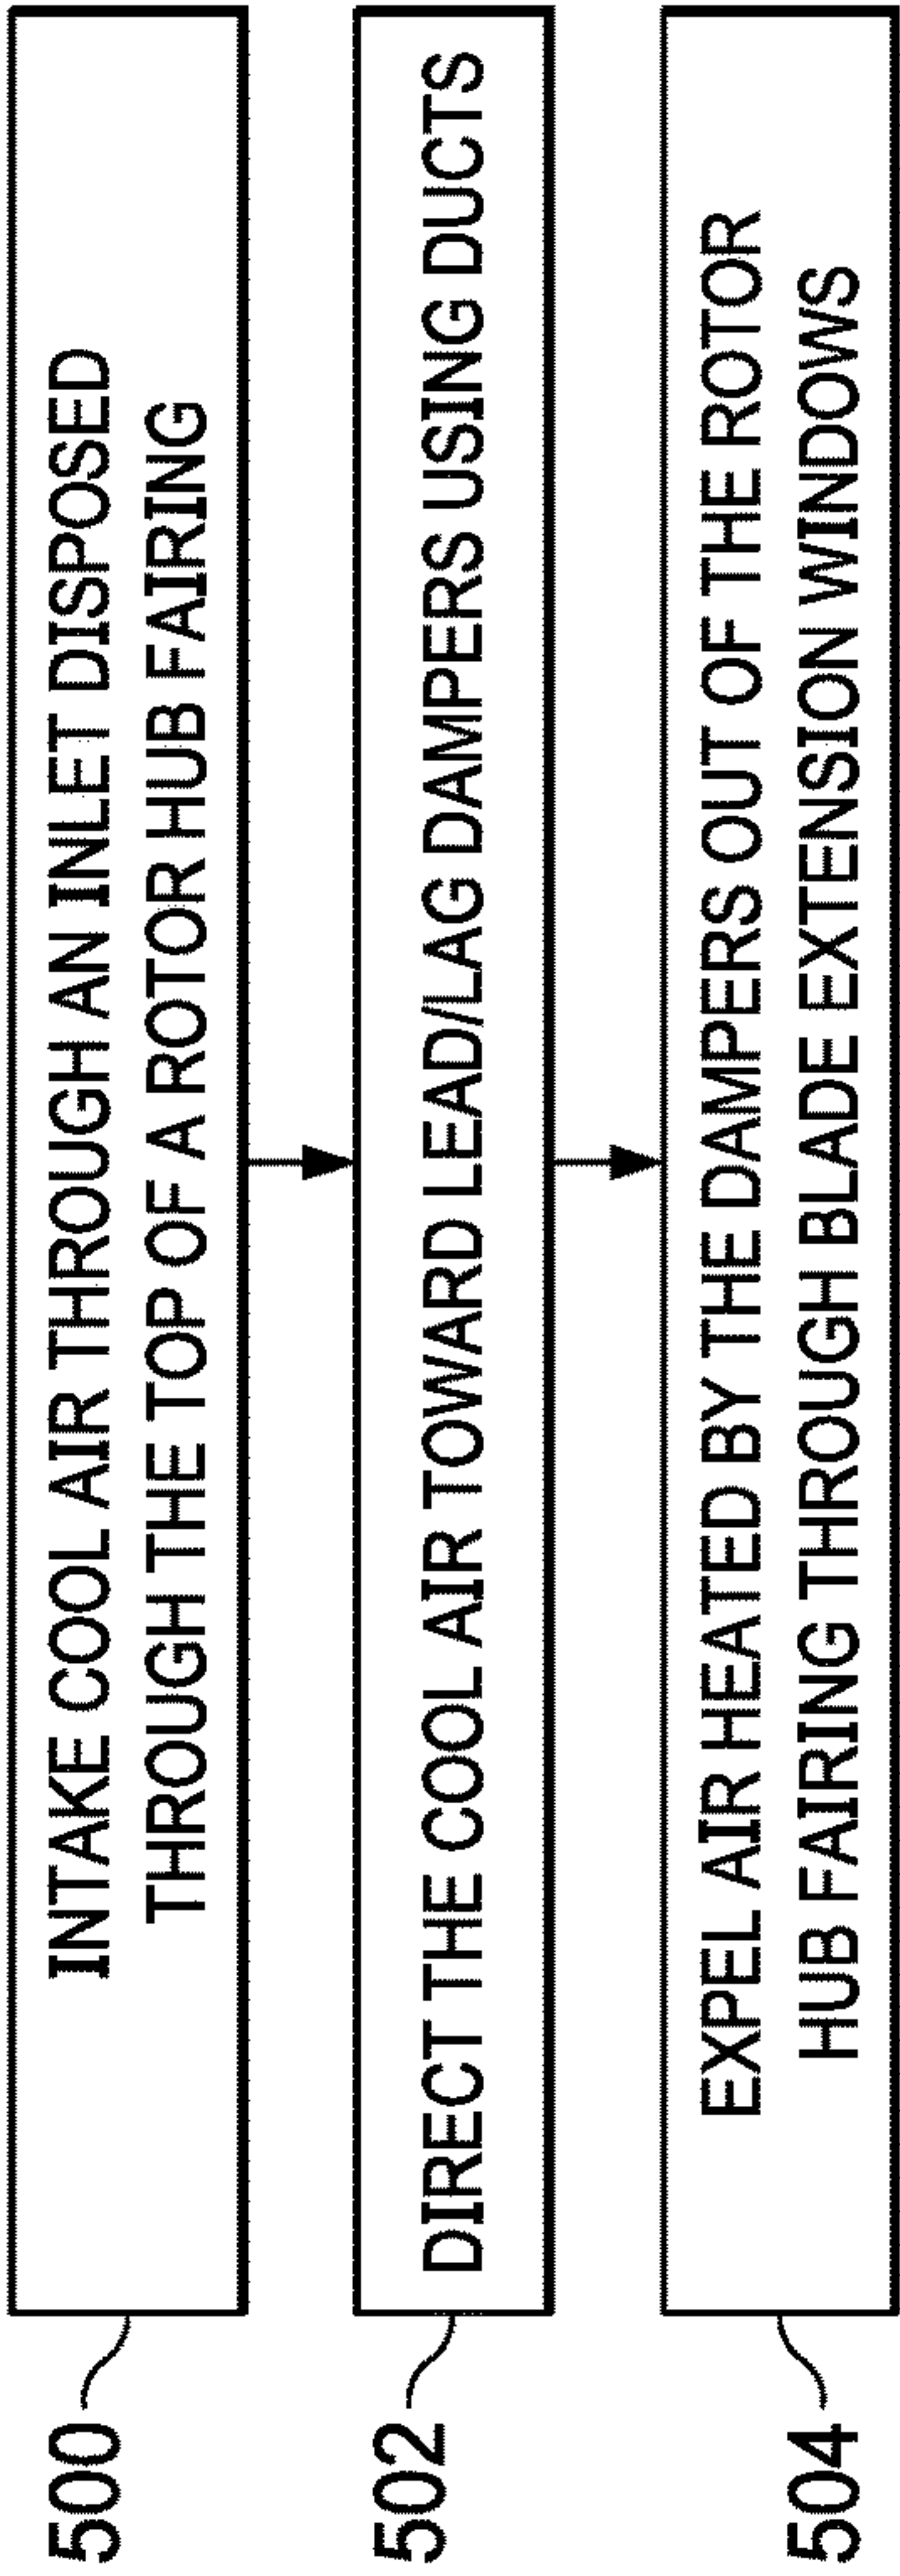 500
INTAKE COOL AIR THROUGH AN INLET DISPOSED
THROUGH THE TOP OF A ROTOR HUB FAIRING
502
DIRECT THE COOL AIR TOWARD LEAD/LAG DAMPERS USING DUCTS
504
EXPEL AIR HEATED BY THE DAMPERS OUT OF THE ROTOR
HUB FAIRING THROUGH BLADE EXTENSION WINDOWS